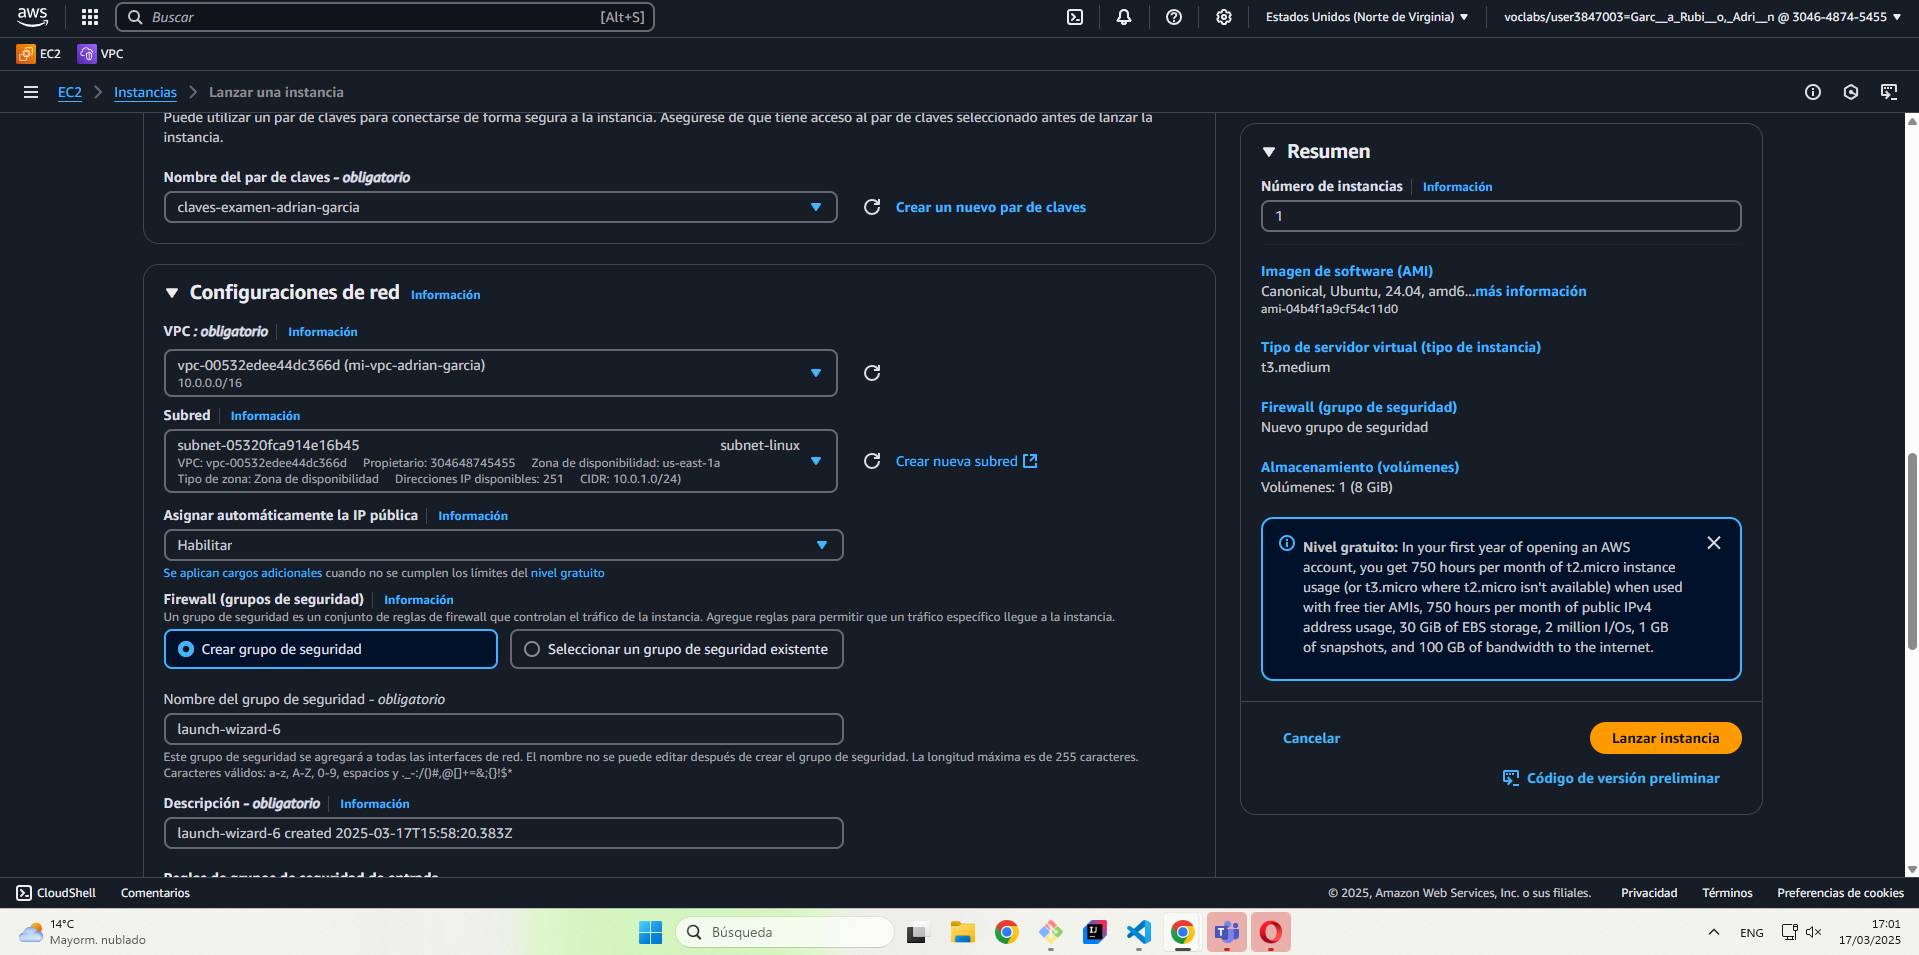 aws
Buscar [Alt+S]
Estados Unidos (Norte de Virginia)
voclabs/user3847003=Garc__a_Rubi__o,_Adri__n @ 3046-4874-5455
EC2 VPC
EC2 Instancias Lanzar una instancia
Puede utilizar un par de claves para conectarse de forma segura a la instancia. Asegúrese de que tiene acceso al par de claves seleccionado antes de lanzar la
instancia.
Nombre del par de claves - obligatorio
claves-examen-adrian-garcia
Crear un nuevo par de claves
Configuraciones de red Información
VPC : obligatorio Información
vpc-00532edee44dc366d (mi-vpc-adrian-garcia)
10.0.0.0/16
Subred Información
subnet-05320fca914e16b45 subnet-linux
VPC: vpc-00532edee44dc366d Propietario: 304648745455 Zona de disponibilidad: us-east-1a
Tipo de zona: Zona de disponibilidad Direcciones IP disponibles: 251 CIDR: 10.0.1.0/24)
Crear nueva subred
Asignar automáticamente la IP pública Información
Habilitar
Se aplican cargos adicionales cuando no se cumplen los límites del nivel gratuito
Firewall (grupos de seguridad) Información
Un grupo de seguridad es un conjunto de reglas de firewall que controlan el tráfico de la instancia. Agregue reglas para permitir que un tráfico específico llegue a la instancia.
Crear grupo de seguridad
Seleccionar un grupo de seguridad existente
Nombre del grupo de seguridad - obligatorio
launch-wizard-6
Este grupo de seguridad se agregará a todas las interfaces de red. El nombre no se puede editar después de crear el grupo de seguridad. La longitud máxima es de 255 caracteres.
Caracteres válidos: a-z, A-Z, 0-9, espacios y ._-:/()#,@[]+=&;{}!$*
Descripción - obligatorio Información
launch-wizard-6 created 2025-03-17T15:58:20.383Z
Reglas de grupos de seguridad de entrada
Resumen
Número de instancias Información
1
Imagen de software (AMI)
Canonical, Ubuntu, 24.04, amd6...más información
ami-04b4f1a9cf54c11d0
Tipo de servidor virtual (tipo de instancia)
t3.medium
Firewall (grupo de seguridad)
Nuevo grupo de seguridad
Almacenamiento (volúmenes)
Volúmenes: 1 (8 GiB)
Nivel gratuito: In your first year of opening an AWS
account, you get 750 hours per month of t2.micro instance
usage (or t3.micro where t2.micro isn't available) when used
with free tier AMIs, 750 hours per month of public IPv4
address usage, 30 GiB of EBS storage, 2 million I/Os, 1 GB
of snapshots, and 100 GB of bandwidth to the internet.
Cancelar
Lanzar instancia
Código de versión preliminar
CloudShell Comentarios
© 2025, Amazon Web Services, Inc. o sus filiales. Privacidad Términos Preferencias de cookies
14°C
Mayorm. nublado
Búsqueda
ENG
17:01
17/03/2025